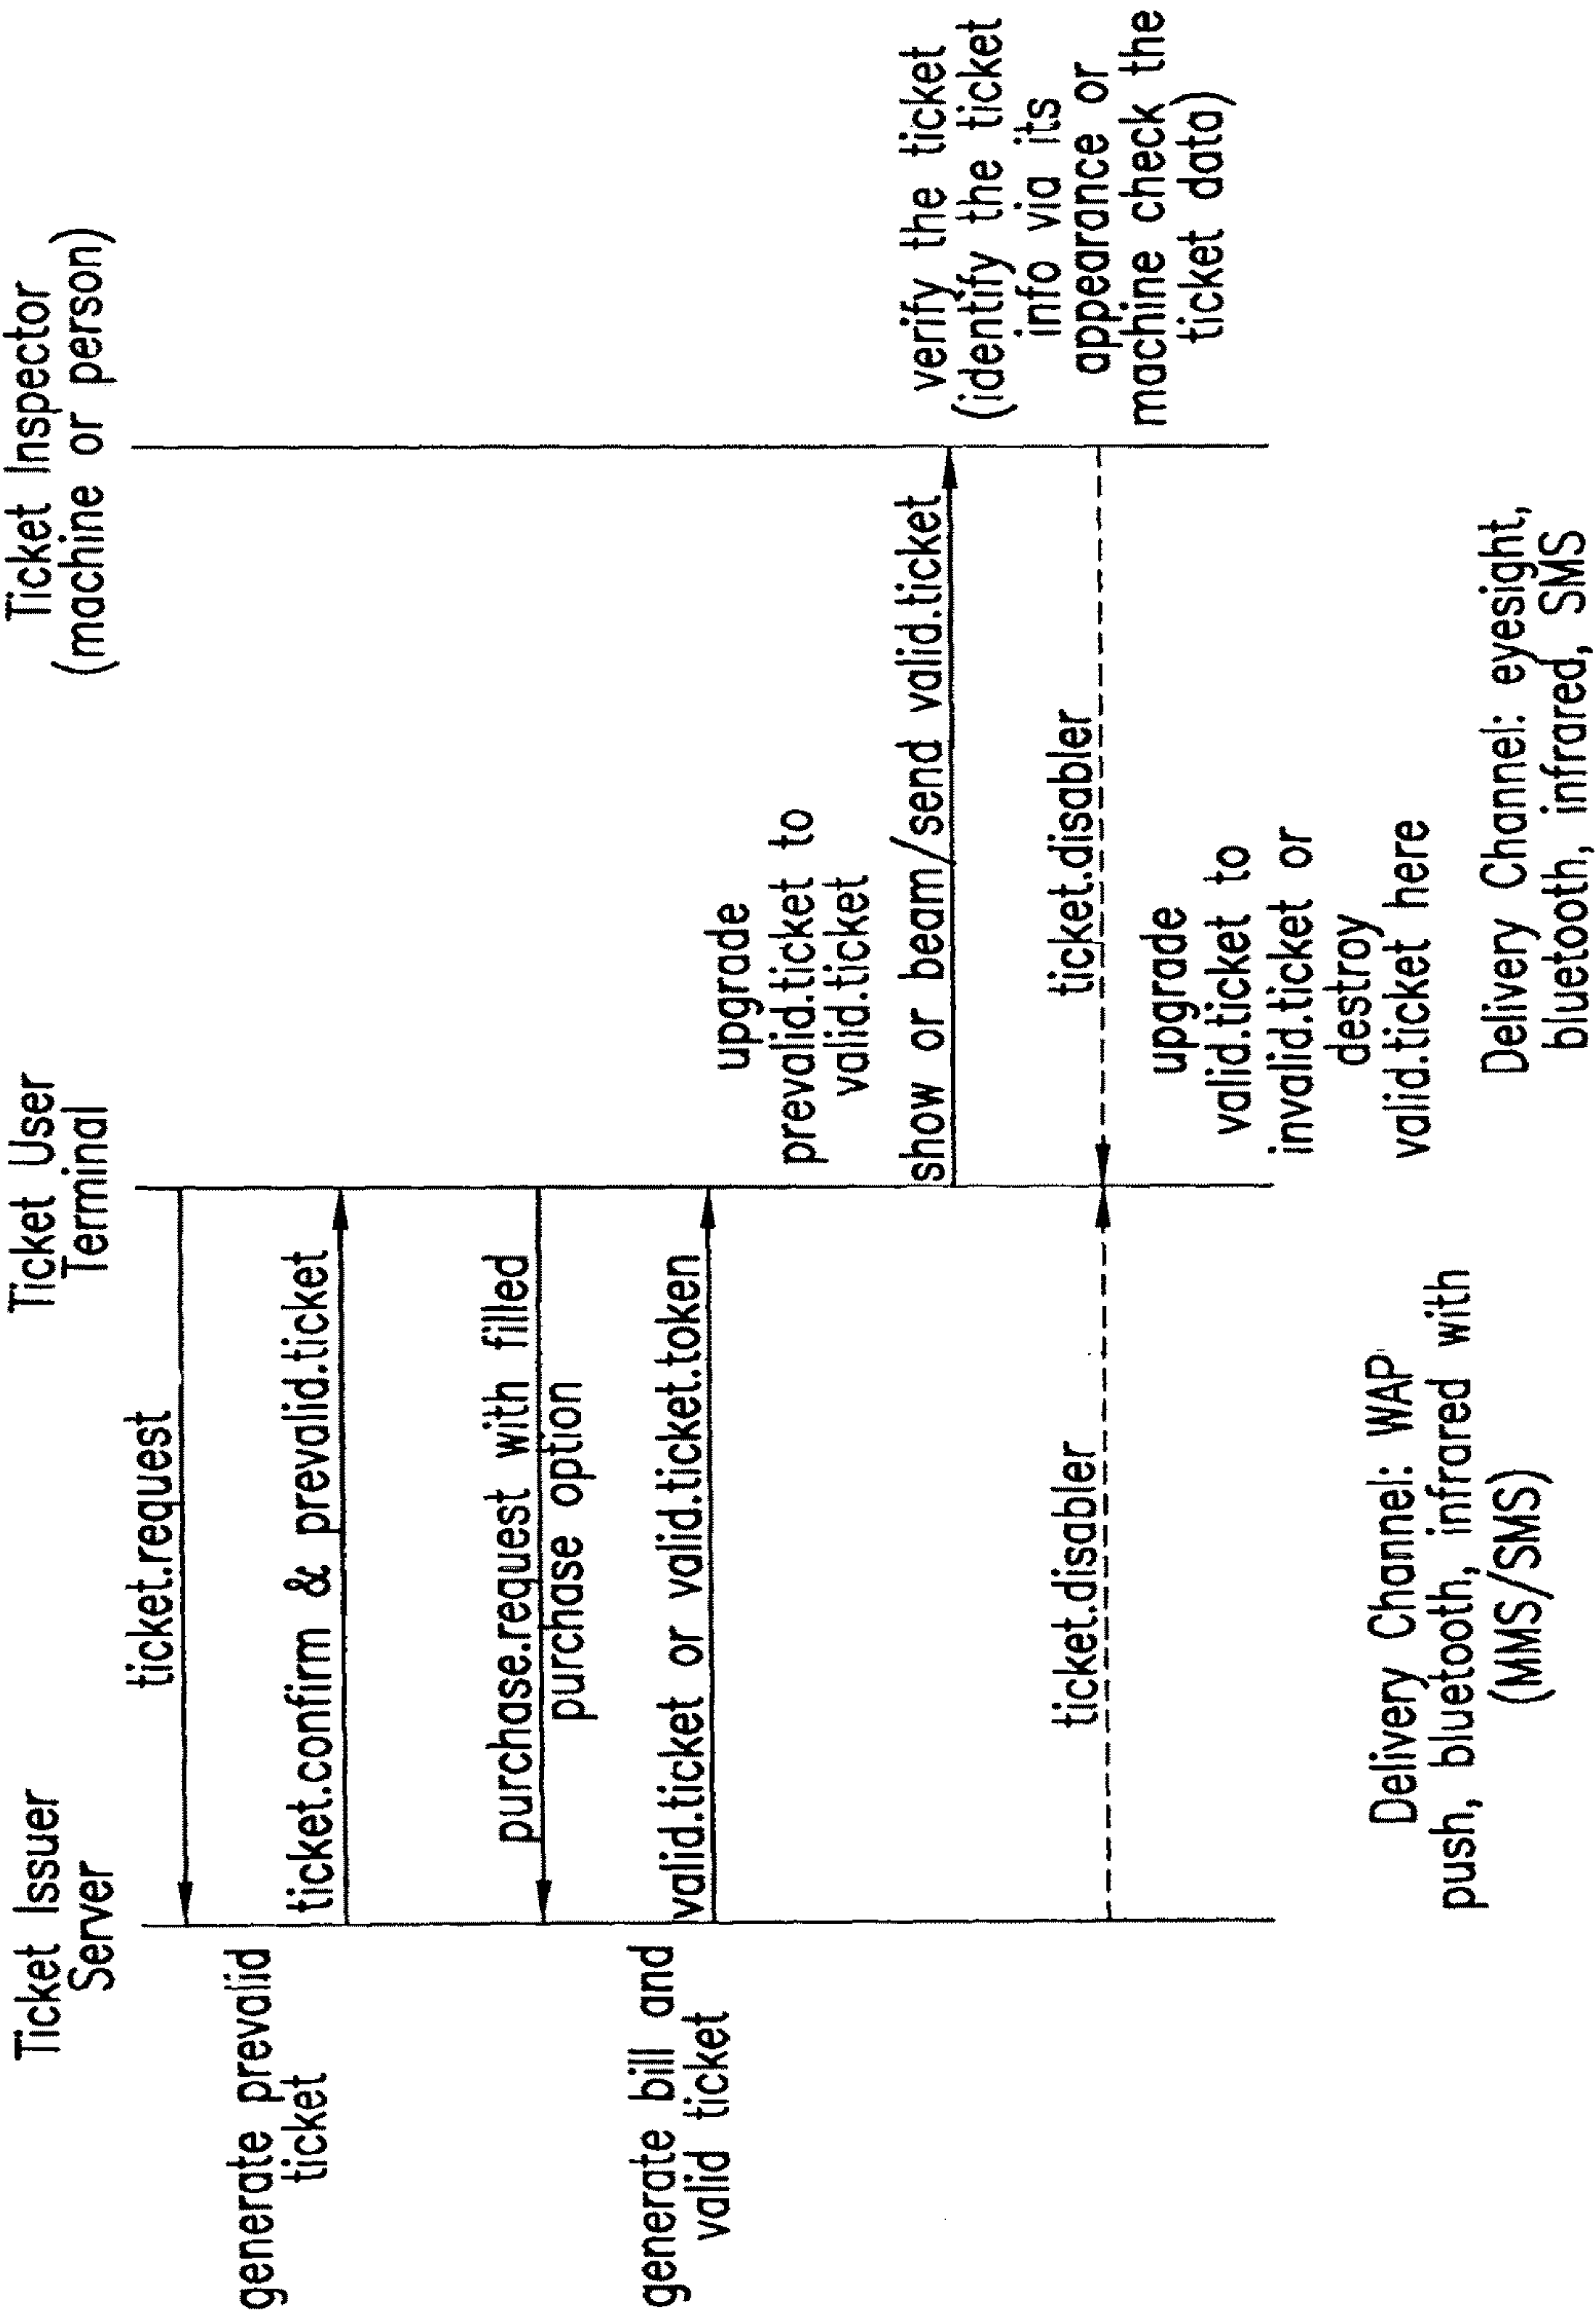 Ticket Issuer
Server
Ticket User
Terminal
Ticket Inspector
(machine or person)
ticket.request
generate prevalid
ticket
ticket.confirm & prevalid.ticket
purchase.request with filled
purchase option
generate bill and
valid ticket
valid.ticket or valid.ticket.token
upgrade
prevalid.ticket to
valid.ticket
show or beam/send valid.ticket
verify the ticket
(identify the ticket
info via its
appearance or
machine check the
ticket data)
ticket.disabler
ticket.disabler
upgrade
valid.ticket to
invalid.ticket or
destroy
valid.ticket here
Delivery Channel: WAP
push, bluetooth, infrared with
(MMS/SMS)
Delivery Channel: eyesight,
bluetooth, infrared, SMS